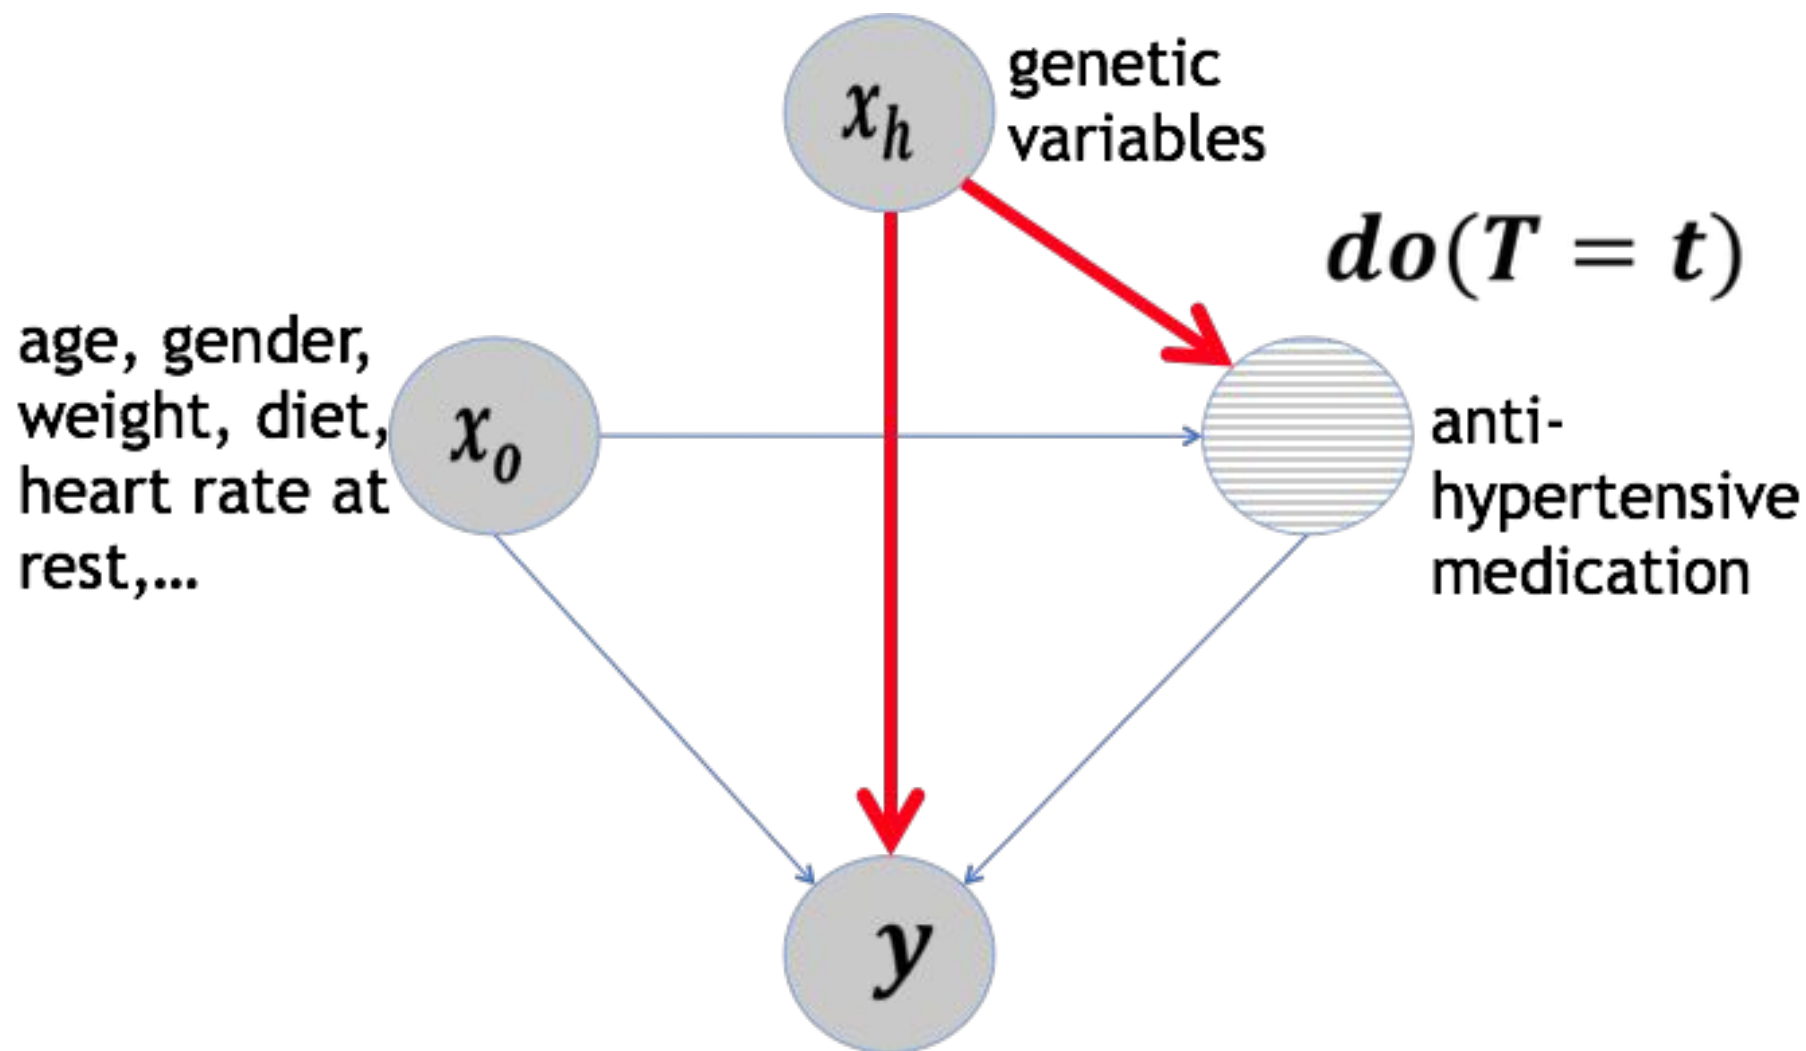 x_h
genetic
variables
do(T = t)
age, gender,
weight, diet,
heart rate at
rest,...
x_o
anti-
hypertensive
medication
y